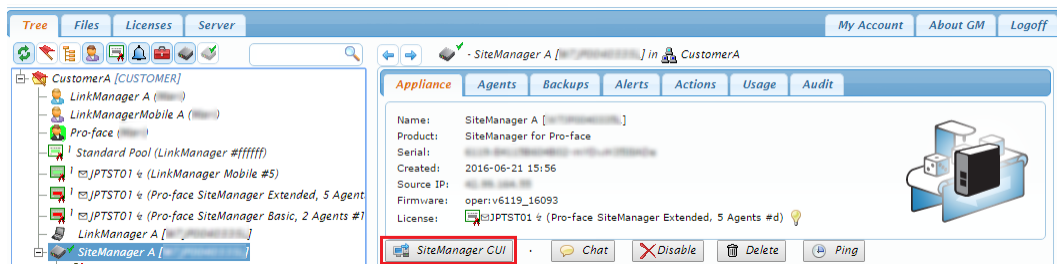 Tree Files Licenses Server My Account About GM Logoff
- SiteManager A [ ] in CustomerA
CustomerA [CUSTOMER]
LinkManager A ( )
LinkManagerMobile A ( )
Pro-face ( )
1 Standard Pool (LinkManager #ffffff)
1 JPTST01 (LinkManager Mobile #5)
1 JPTST01 (Pro-face SiteManager Extended, 5 Agent
1 JPTST01 (Pro-face SiteManager Basic, 2 Agents #1
LinkManager A [ ]
SiteManager A [ ]
Appliance Agents Backups Alerts Actions Usage Audit
Name: SiteManager A [ ]
Product: SiteManager for Pro-face
Serial:
Created: 2016-06-21 15:56
Source IP:
Firmware: oper:v6119_16093
License: JPTST01 (Pro-face SiteManager Extended, 5 Agents #d)
SiteManager CUI · Chat Disable Delete Ping